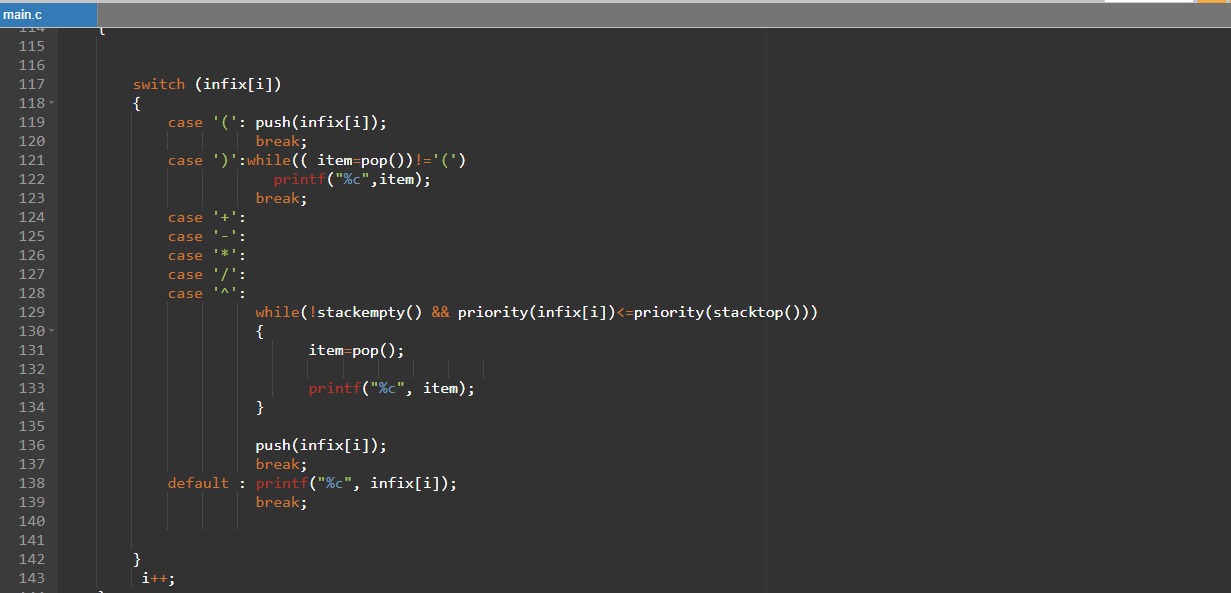 main.c
114 {
115
116
117 switch (infix[i])
118 {
119 case '(': push(infix[i]);
120 break;
121 case ')':while(( item=pop())!='(')
122 printf("%c",item);
123 break;
124 case '+':
125 case '-':
126 case '*':
127 case '/':
128 case '^':
129 while(!stackempty() && priority(infix[i])<=priority(stacktop()))
130 {
131 item=pop();
132
133 printf("%c", item);
134 }
135
136 push(infix[i]);
137 break;
138 default : printf("%c", infix[i]);
139 break;
140
141
142 }
143 i++;